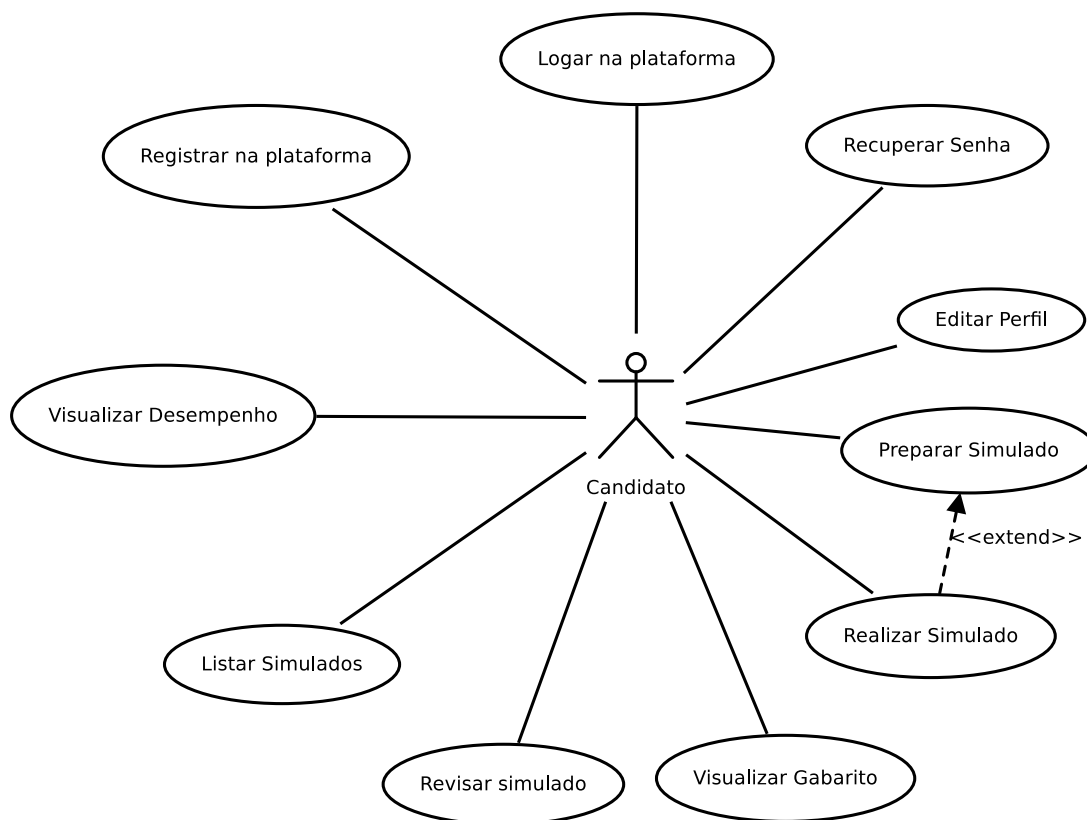 Logar na plataforma
Registrar na plataforma
Recuperar Senha
Editar Perfil
Visualizar Desempenho
Preparar Simulado
Candidato
<<extend>>
Realizar Simulado
Listar Simulados
Revisar simulado
Visualizar Gabarito